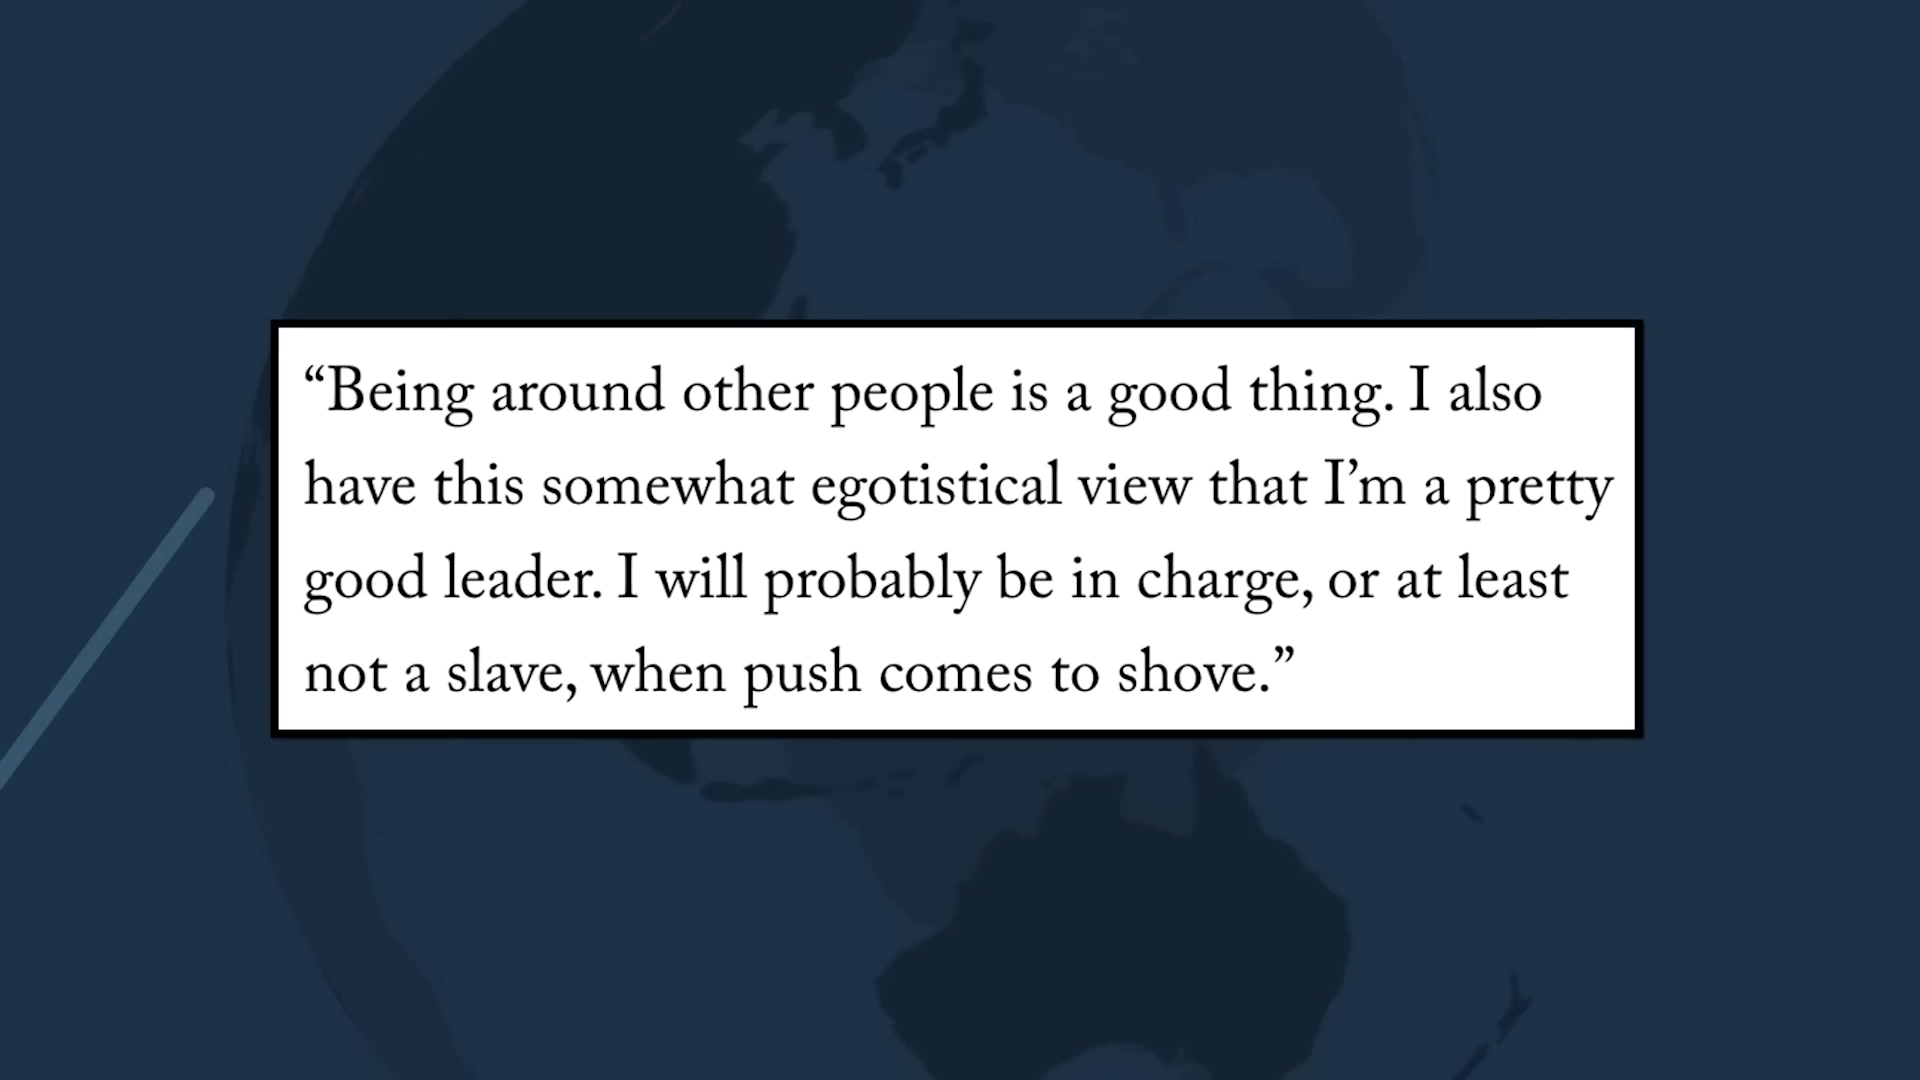 “Being around other people is a good thing. I also
have this somewhat egotistical view that I’m a pretty
good leader. I will probably be in charge, or at least
not a slave, when push comes to shove.”